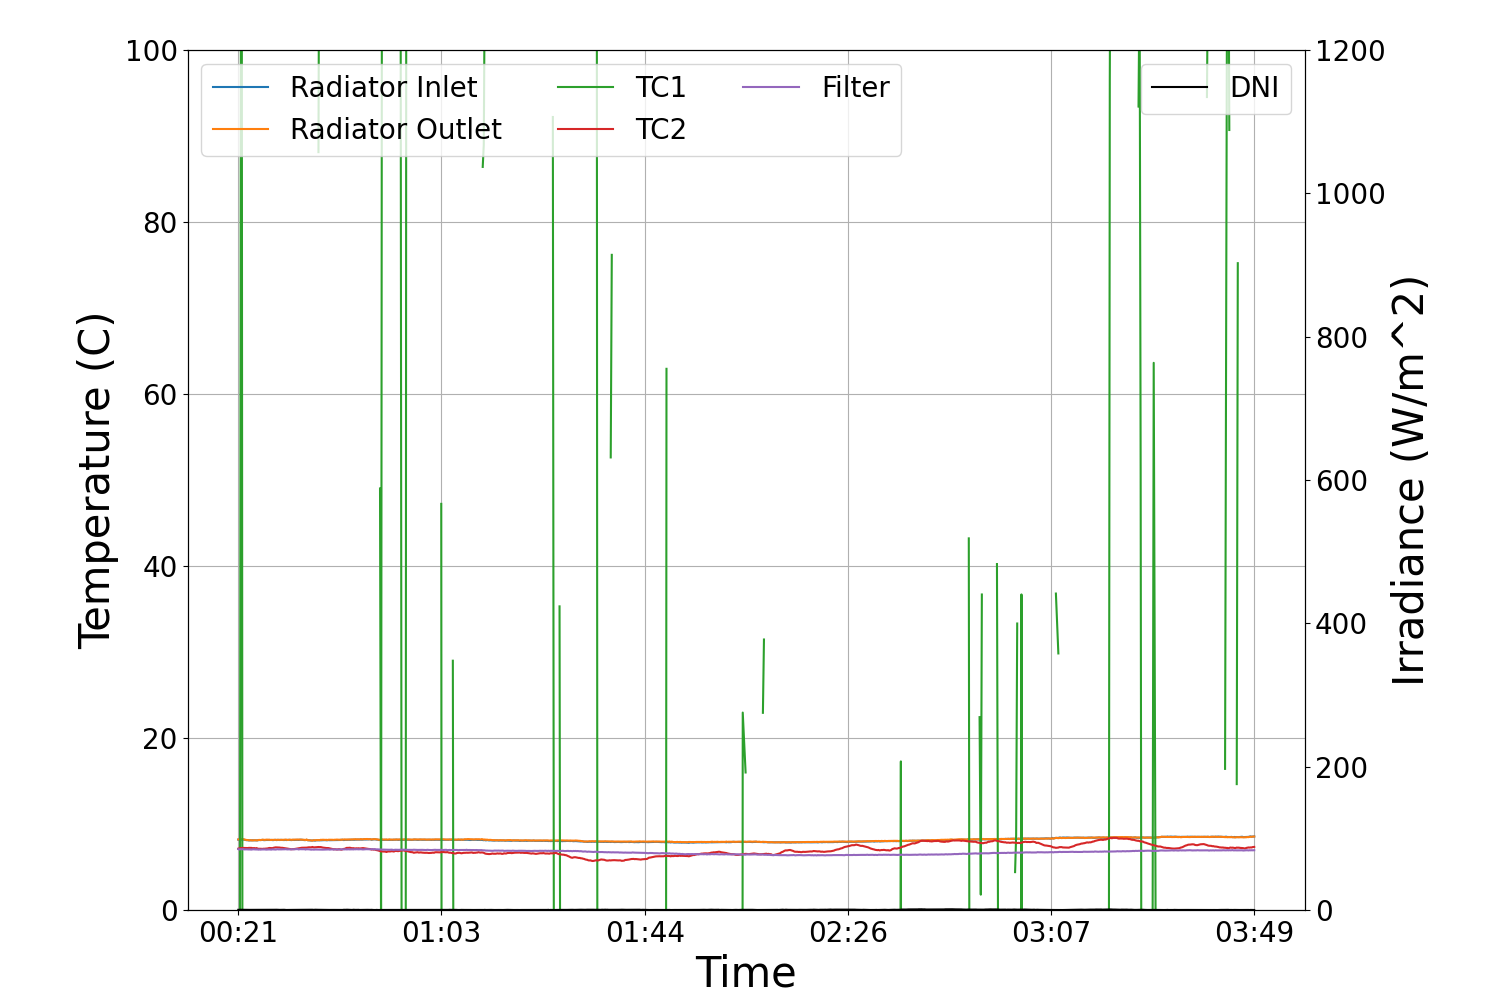 100
80
60
40
20
0
Temperature (C)
Radiator Inlet
Radiator Outlet
TC1
TC2
Filter
DNI
1200
1000
800
600
400
200
0
Irradiance (W/m^2)
00:21 01:03 01:44 02:26 03:07 03:49
Time